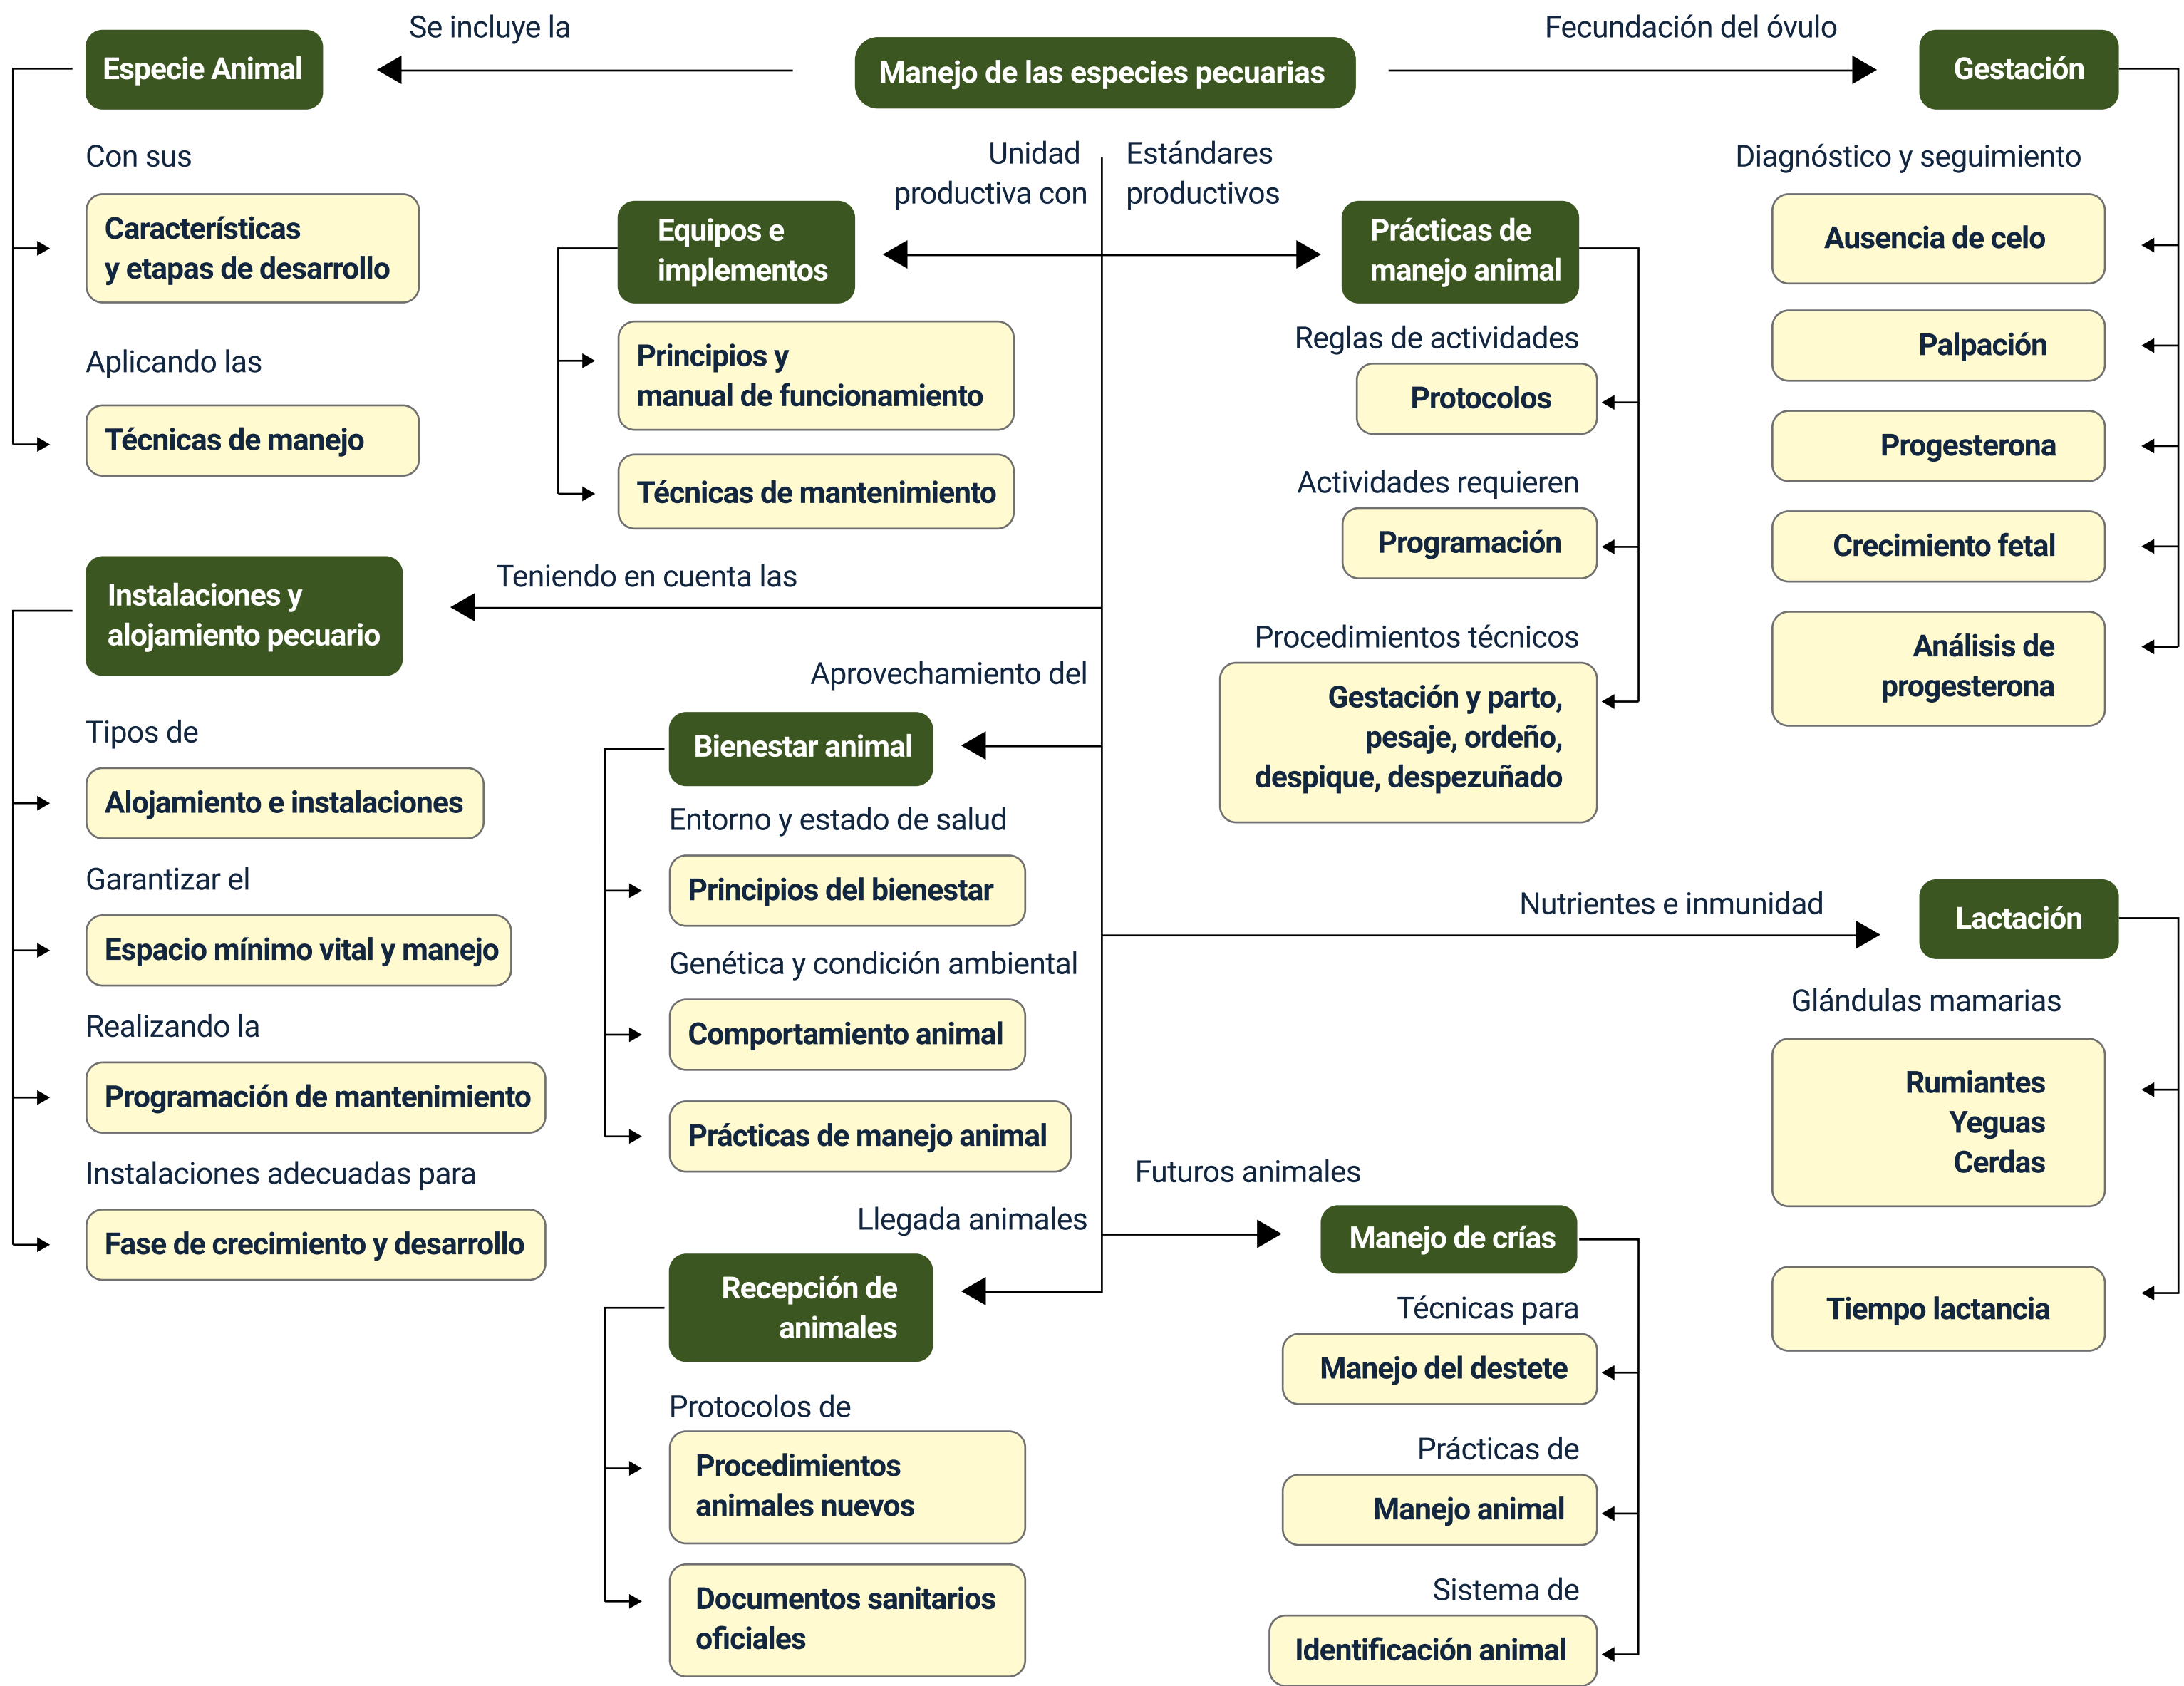 Se incluye la
Fecundación del óvulo
Especie Animal
Manejo de las especies pecuarias
Gestación
Con sus
Características
y etapas de desarrollo
Aplicando las
Técnicas de manejo
Unidad
productiva con
Estándares
productivos
Equipos e
implementos
Principios y
manual de funcionamiento
Técnicas de mantenimiento
Prácticas de
manejo animal
Reglas de actividades
Protocolos
Actividades requieren
Programación
Procedimientos técnicos
Gestación y parto,
pesaje, ordeño,
despique, despezuñado
Diagnóstico y seguimiento
Ausencia de celo
Palpación
Progesterona
Crecimiento fetal
Análisis de
progesterona
Teniendo en cuenta las
Instalaciones y
alojamiento pecuario
Tipos de
Alojamiento e instalaciones
Garantizar el
Espacio mínimo vital y manejo
Realizando la
Programación de mantenimiento
Instalaciones adecuadas para
Fase de crecimiento y desarrollo
Aprovechamiento del
Bienestar animal
Entorno y estado de salud
Principios del bienestar
Genética y condición ambiental
Comportamiento animal
Prácticas de manejo animal
Nutrientes e inmunidad
Lactación
Glándulas mamarias
Rumiantes
Yeguas
Cerdas
Tiempo lactancia
Llegada animales
Recepción de
animales
Protocolos de
Procedimientos
animales nuevos
Documentos sanitarios
oficiales
Futuros animales
Manejo de crías
Técnicas para
Manejo del destete
Prácticas de
Manejo animal
Sistema de
Identificación animal